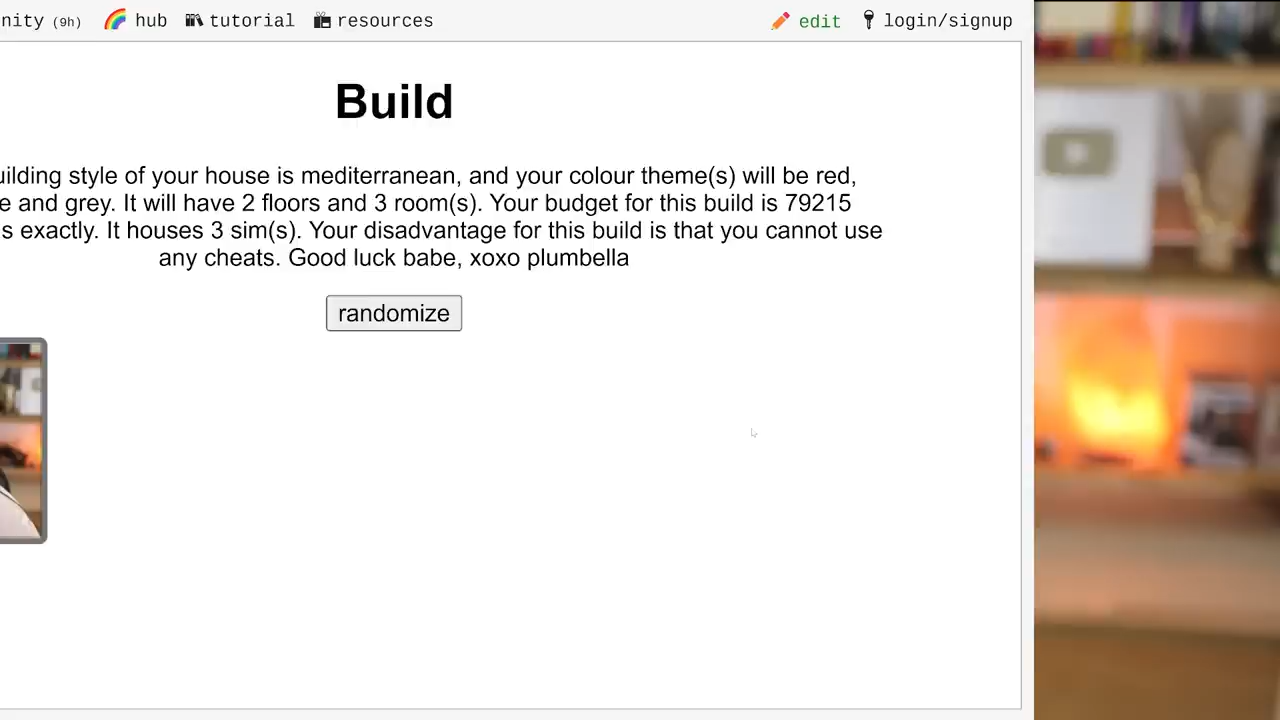 nity (9h) hub tutorial resources edit login/signup
Build
uilding style of your house is mediterranean, and your colour theme(s) will be red,
e and grey. It will have 2 floors and 3 room(s). Your budget for this build is 79215
s exactly. It houses 3 sim(s). Your disadvantage for this build is that you cannot use
any cheats. Good luck babe, xoxo plumbella
randomize